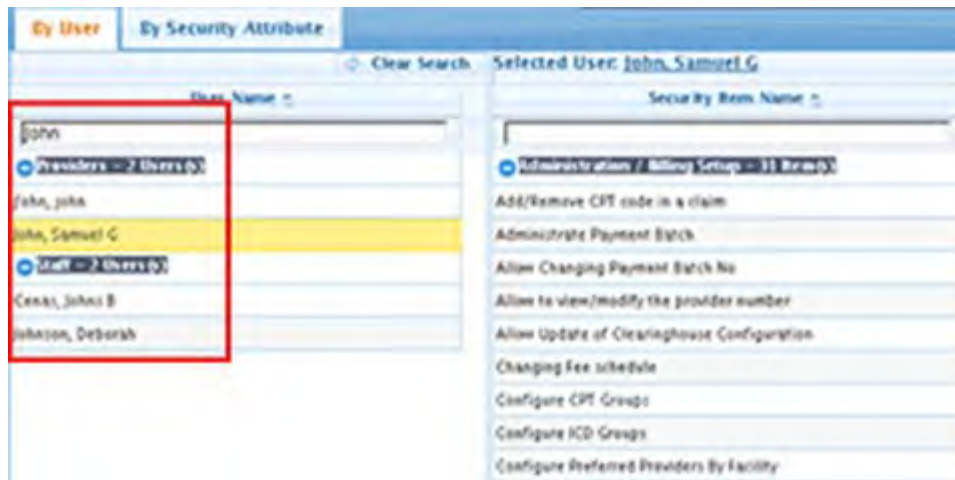 By User By Security Attribute
Clear Search Selected User: John, Samuel G
User Name Security Item Name
John
Providers - 2 Users(s) Administration / Billing Setup - 31 Item(s)
John, john Add/Remove CPT code in a claim
John, Samuel G Administrate Payment Batch
Staff - 2 Users(s) Allow Changing Payment Batch No
Cenas, Johns B Allow to view/modify the provider number
Johnson, Deborah Allow Update of Clearinghouse Configuration
Changing Fee schedule
Configure CPT Groups
Configure ICD Groups
Configure Preferred Providers By Facility